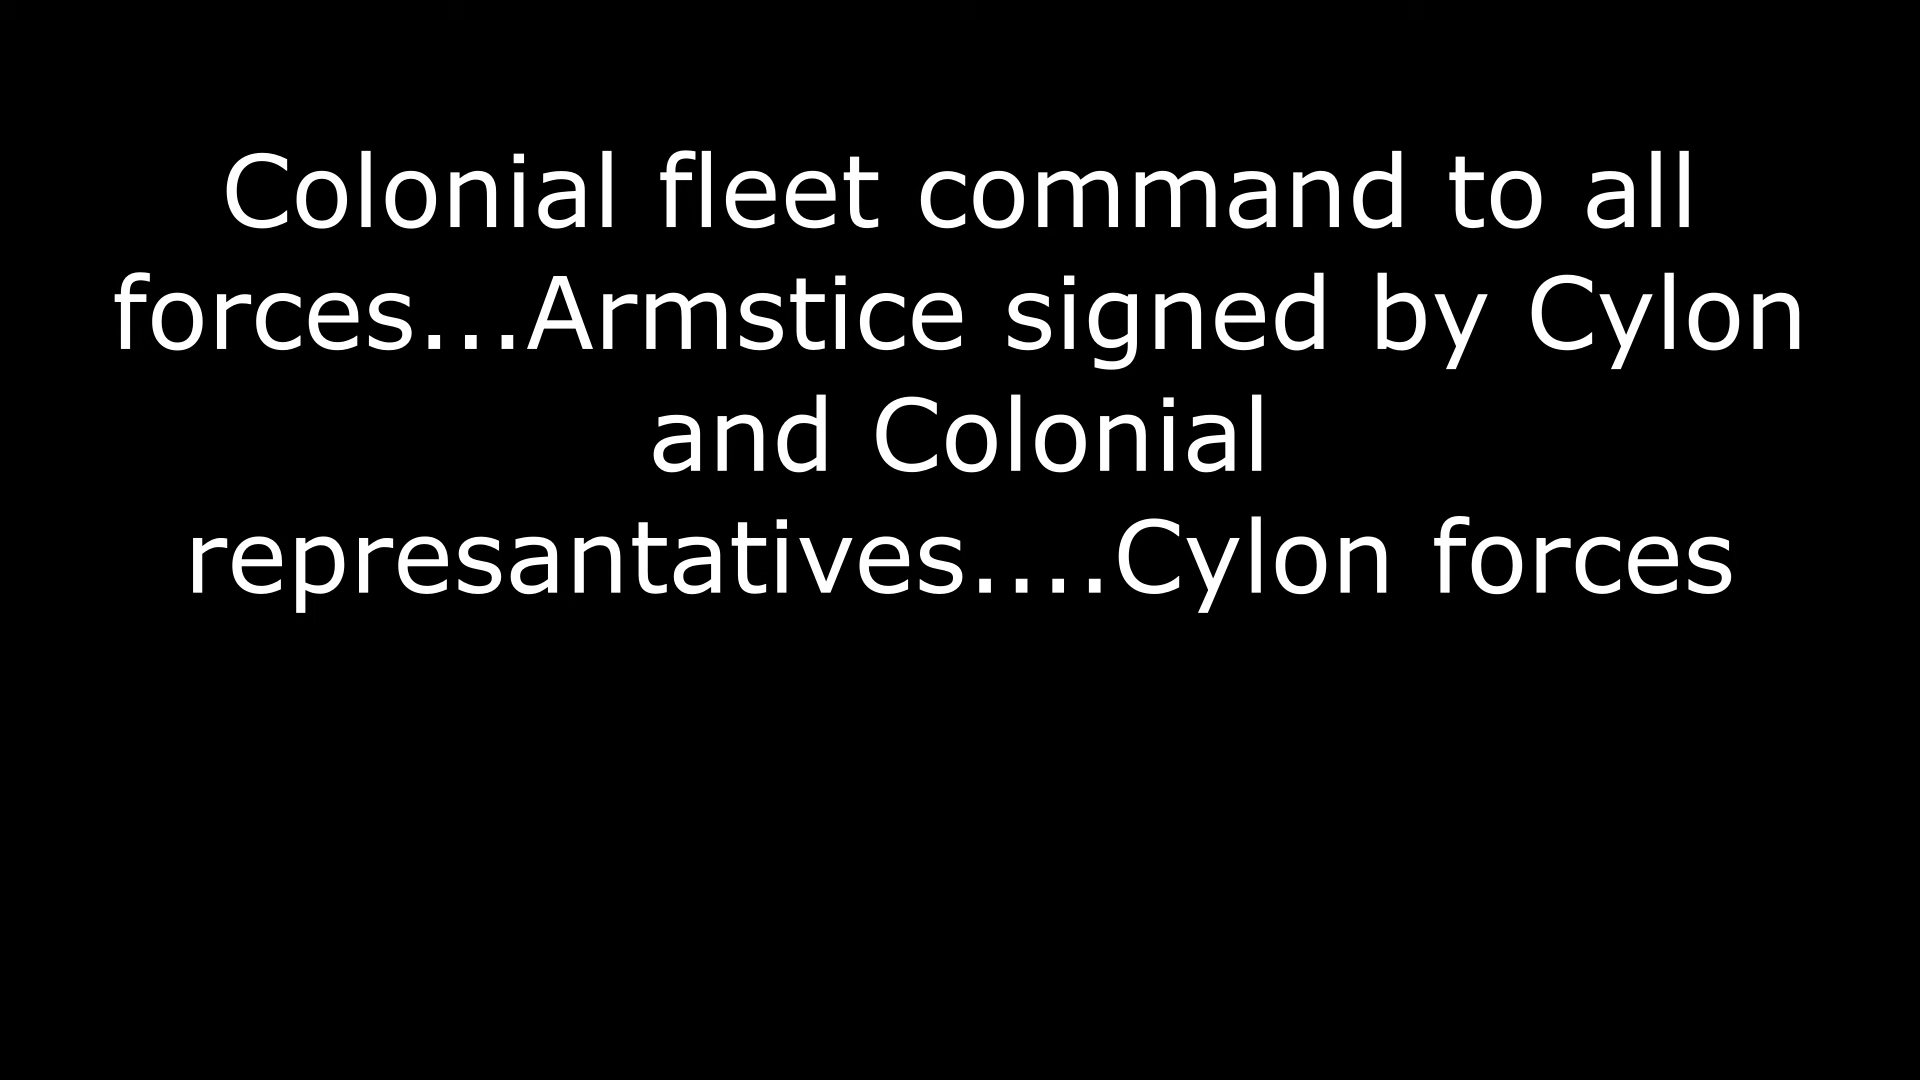 Colonial fleet command to all
forces...Armstice signed by Cylon
and Colonial
represantatives....Cylon forces